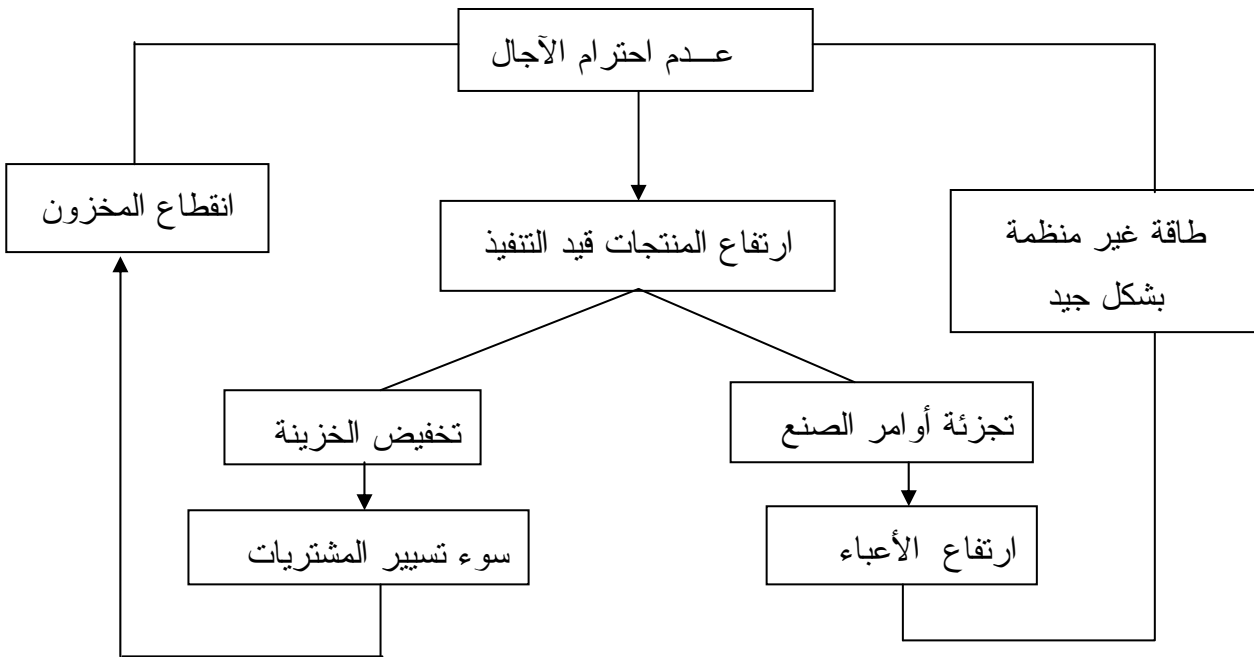 عـــدم احترام الآجال
انقطاع المخزون
ارتفاع المنتجات قيد التنفيذ
طاقة غير منظمة
بشكل جيد
تجزئة أوامر الصنع
تخفيض الخزينة
ارتفاع الأعباء
سوء تسيير المشتريات